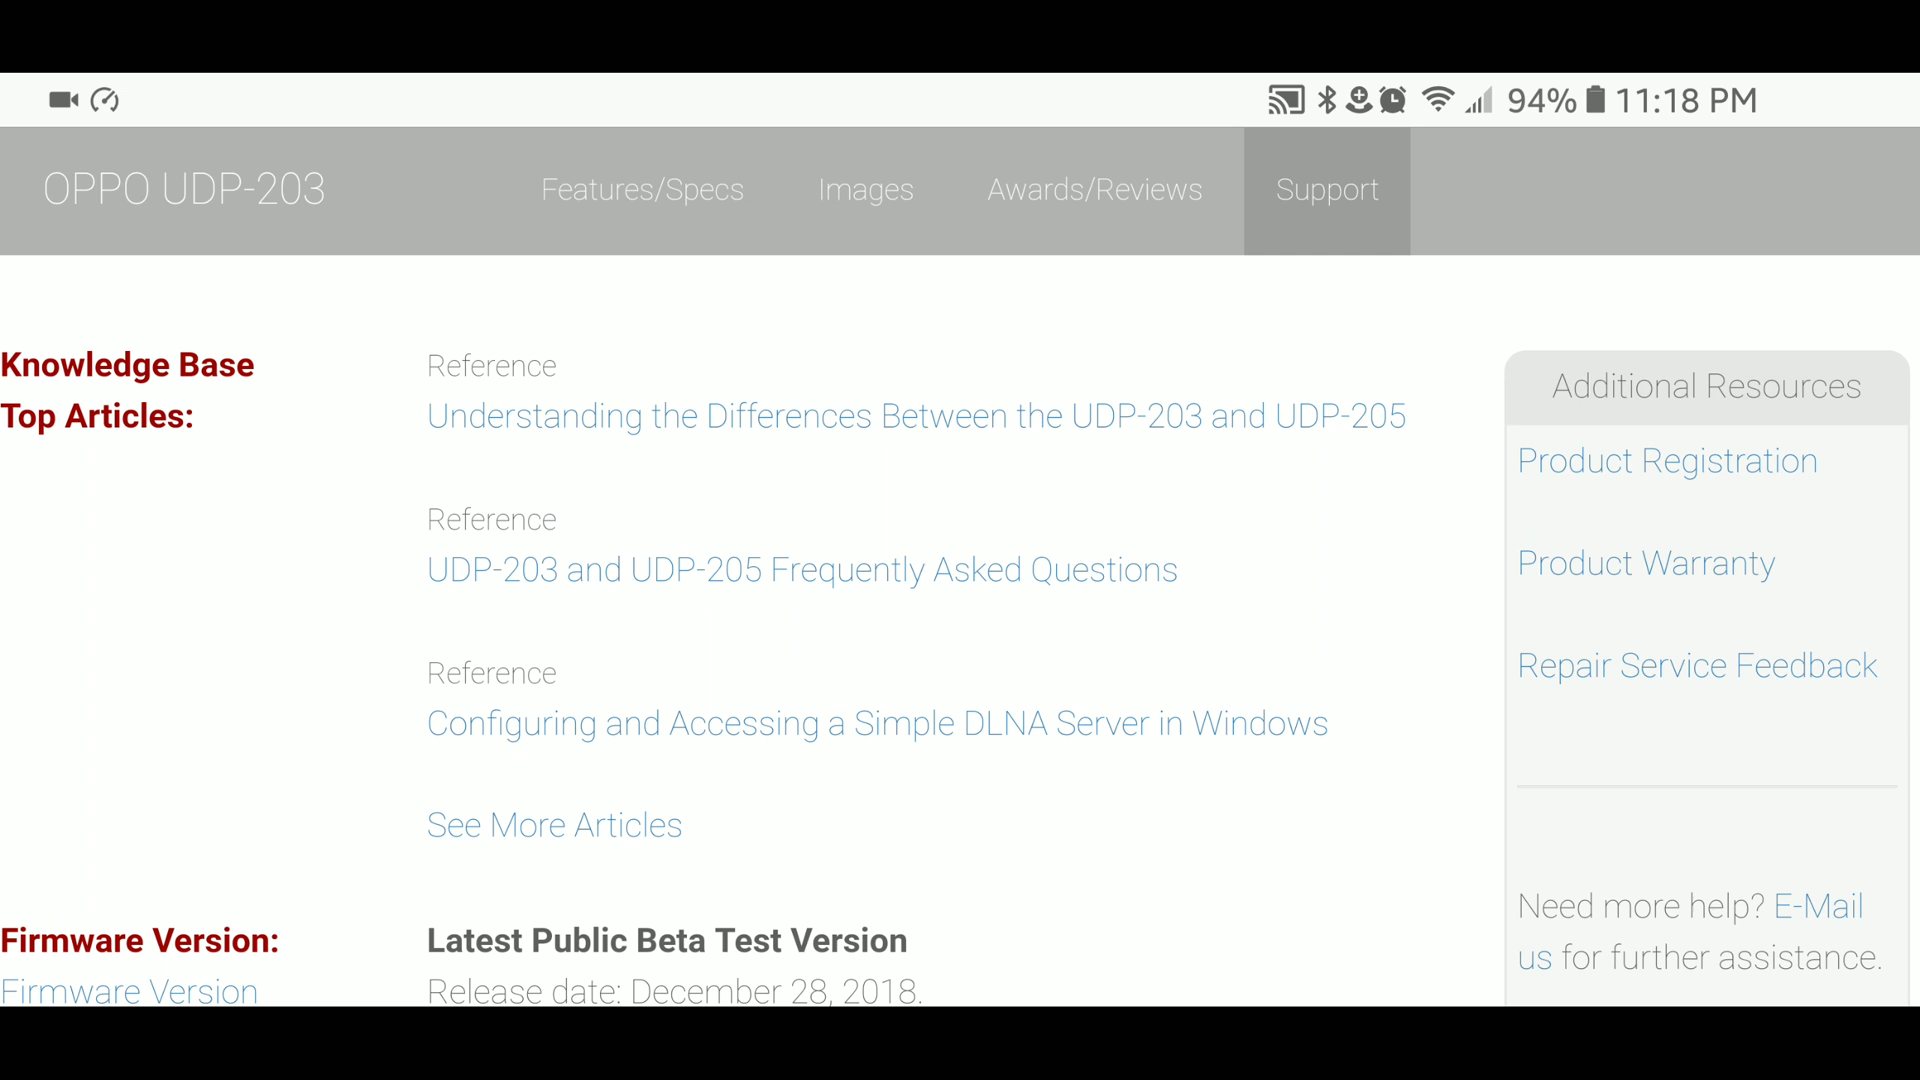 94% 11:18 PM
OPPO UDP-203
Features/Specs
Images
Awards/Reviews
Support
Knowledge Base
Top Articles:
Reference
Understanding the Differences Between the UDP-203 and UDP-205
Reference
UDP-203 and UDP-205 Frequently Asked Questions
Reference
Configuring and Accessing a Simple DLNA Server in Windows
See More Articles
Firmware Version:
Firmware Version
Latest Public Beta Test Version
Release date: December 28, 2018.
Additional Resources
Product Registration
Product Warranty
Repair Service Feedback
Need more help? E-Mail
us for further assistance.